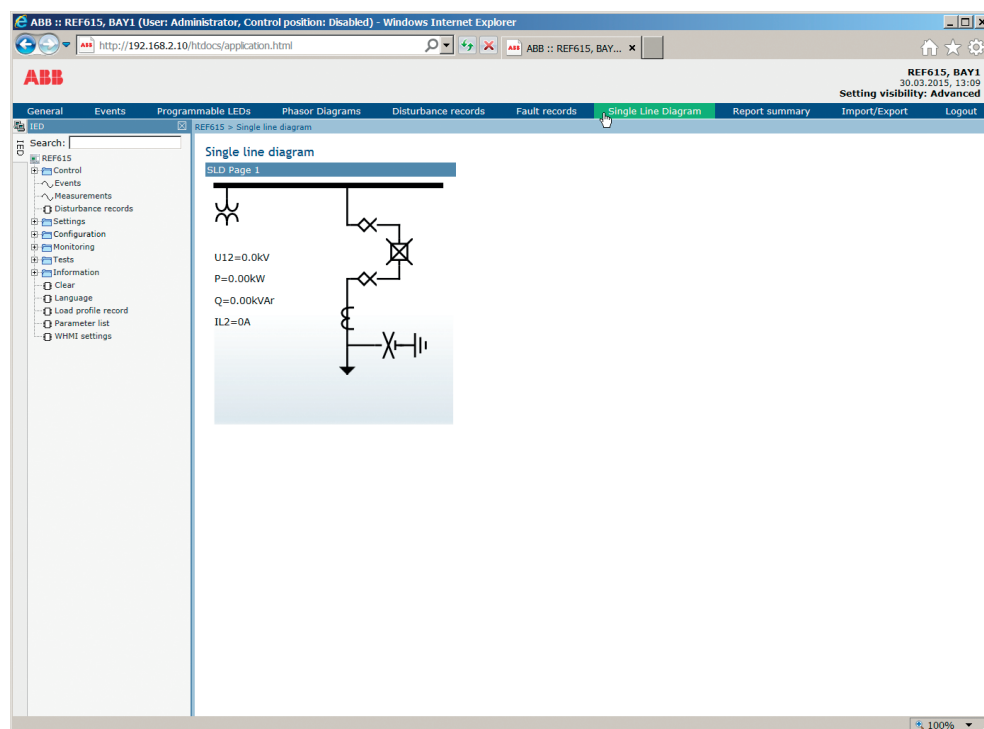 ABB :: REF615, BAY1 (User: Administrator, Control position: Disabled) - Windows Internet Explorer
http://192.168.2.10/htdocs/application.html
ABB :: REF615, BAY...
ABB
REF615, BAY1
30.03.2015, 13:09
Setting visibility: Advanced
General Events Programmable LEDs Phasor Diagrams Disturbance records Fault records Single Line Diagram Report summary Import/Export Logout
IED
REF615 > Single line diagram
IED
Search:
REF615
Control
Events
Measurements
Disturbance records
Settings
Configuration
Monitoring
Tests
Information
Clear
Language
Load profile record
Parameter list
WHMI settings
Single line diagram
SLD Page 1
U12=0.0kV
P=0.00kW
Q=0.00kVAr
IL2=0A
100%